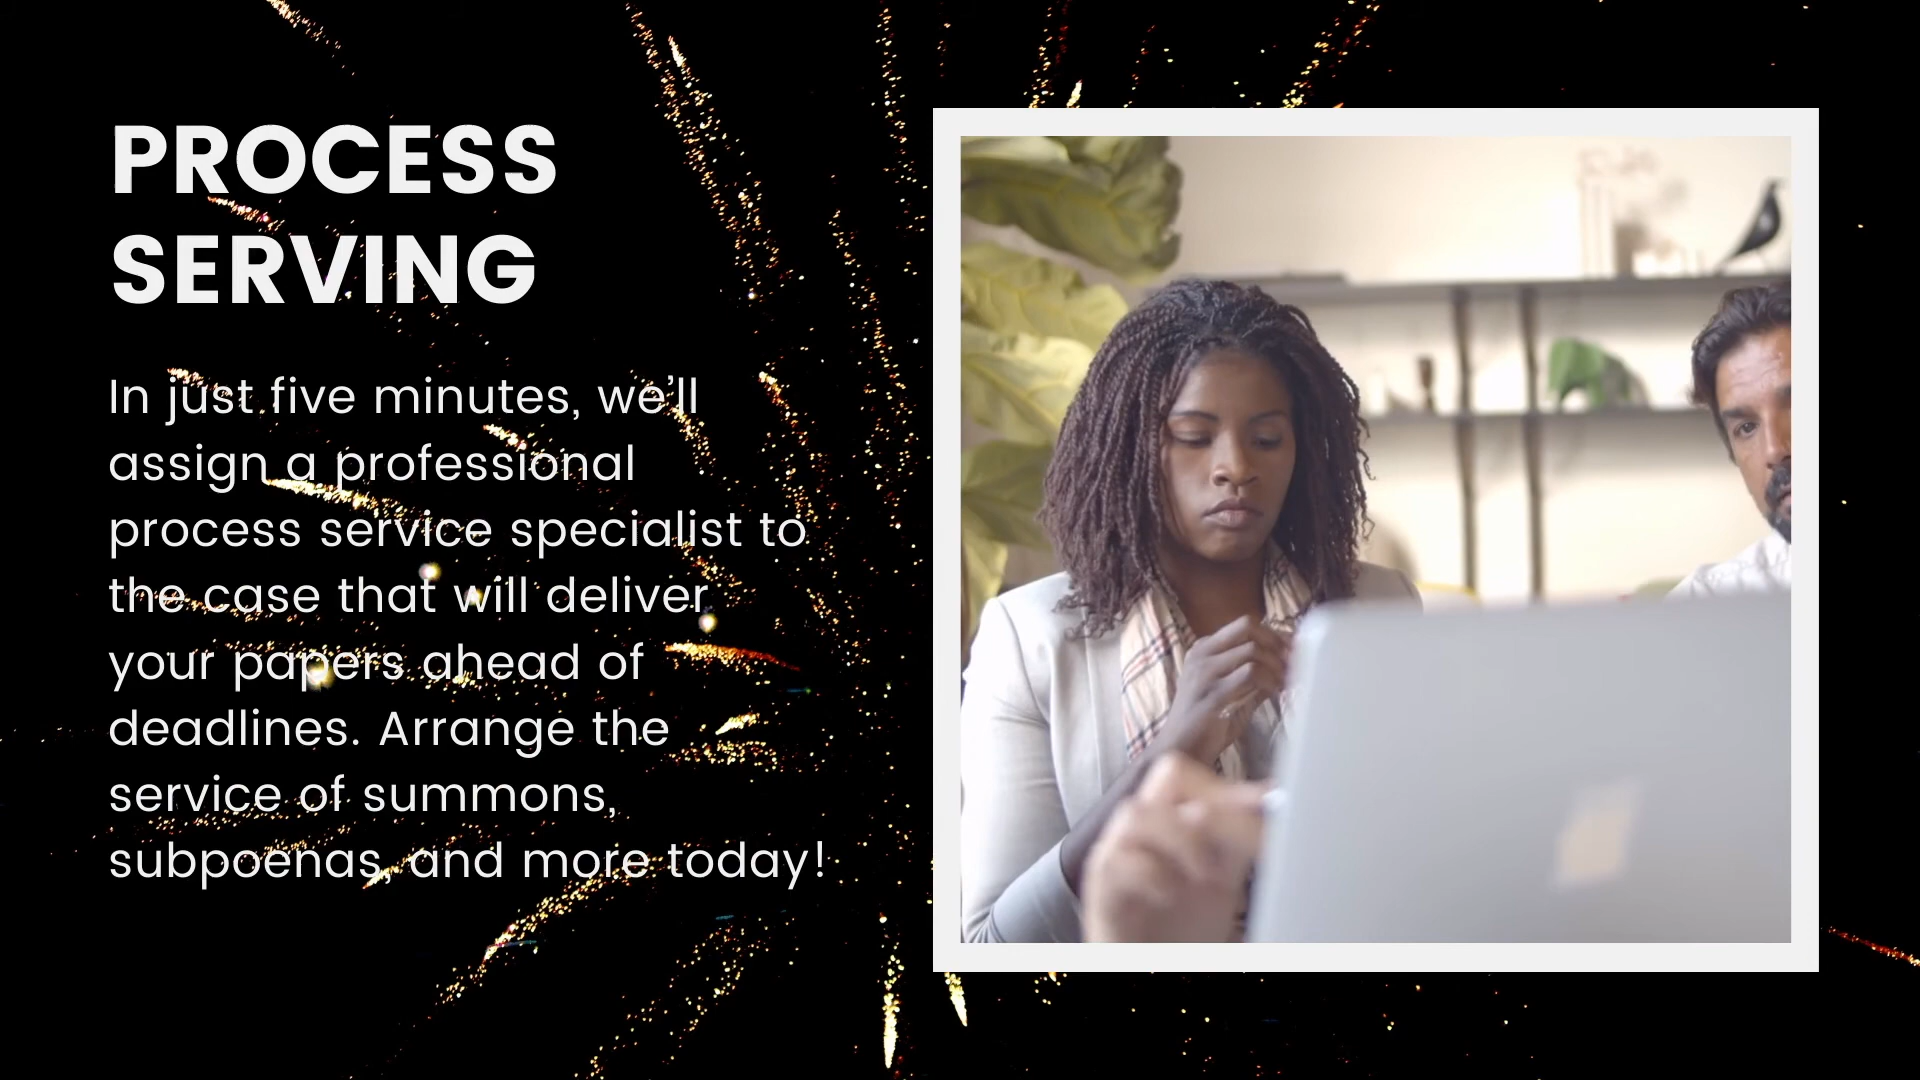 PROCESS
SERVING
In just five minutes, we’ll
assign a professional
process service specialist to
the case that will deliver
your papers ahead of
deadlines. Arrange the
service of summons,
subpoenas, and more today!